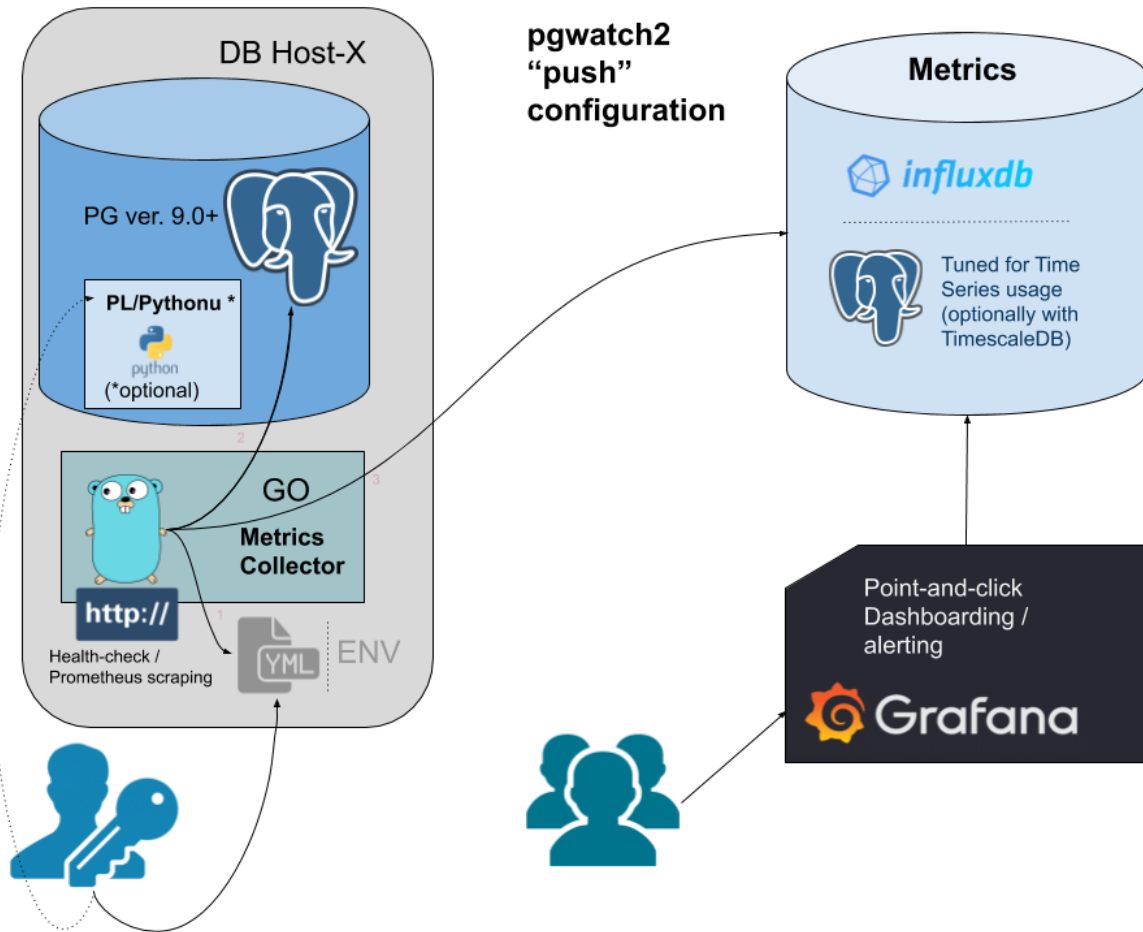 DB Host-X
PG ver. 9.0+
PL/Pythonu *
python
(*optional)
2
GO
Metrics
Collector
3
http://
1
Health-check /
Prometheus scraping
YML
ENV
pgwatch2
“push”
configuration
Metrics
influxdb
Tuned for Time
Series usage
(optionally with
TimescaleDB)
Point-and-click
Dashboarding /
alerting
Grafana